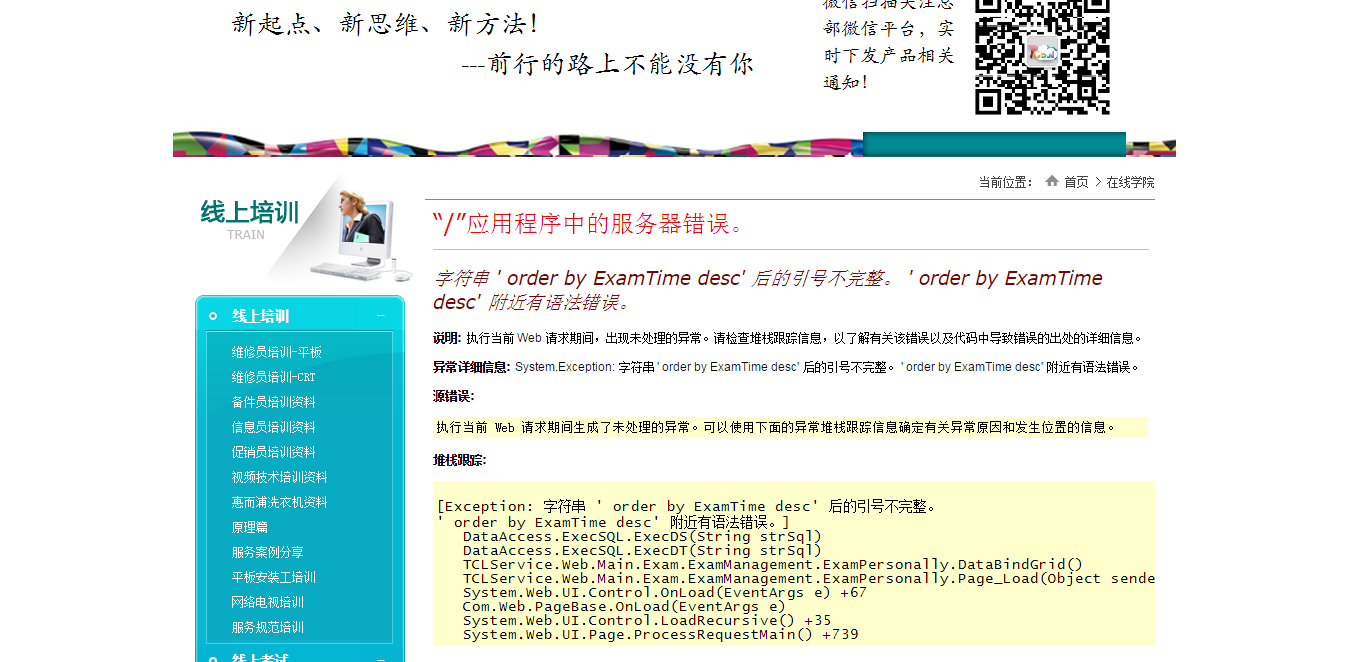 新起点、新思维、新方法!
---前行的路上不能没有你
微信扫描关注总
部微信平台，实
时下发产品相关
通知!
当前位置： 首页 > 在线学院
线上培训
TRAIN
线上培训
维修员培训-平板
维修员培训-CRT
备件员培训资料
信息员培训资料
促销员培训资料
视频技术培训资料
惠而浦洗衣机资料
原理篇
服务案例分享
平板安装工培训
网络电视培训
服务规范培训
线上考试
“/”应用程序中的服务器错误。
字符串 ' order by ExamTime desc' 后的引号不完整。 ' order by ExamTime
desc' 附近有语法错误。
说明: 执行当前 Web 请求期间，出现未处理的异常。请检查堆栈跟踪信息，以了解有关该错误以及代码中导致错误的出处的详细信息。
异常详细信息: System.Exception: 字符串 ' order by ExamTime desc' 后的引号不完整。 ' order by ExamTime desc' 附近有语法错误。
源错误:
执行当前 Web 请求期间生成了未处理的异常。可以使用下面的异常堆栈跟踪信息确定有关异常原因和发生位置的信息。
堆栈跟踪:
[Exception: 字符串 ' order by ExamTime desc' 后的引号不完整。
' order by ExamTime desc' 附近有语法错误。]
DataAccess.ExecSQL.ExecDS(String strSql)
DataAccess.ExecSQL.ExecDT(String strSql)
TCLService.Web.Main.Exam.ExamManagement.ExamPersonally.DataBindGrid()
TCLService.Web.Main.Exam.ExamManagement.ExamPersonally.Page_Load(Object sende
System.Web.UI.Control.OnLoad(EventArgs e) +67
Com.Web.PageBase.OnLoad(EventArgs e)
System.Web.UI.Control.LoadRecursive() +35
System.Web.UI.Page.ProcessRequestMain() +739